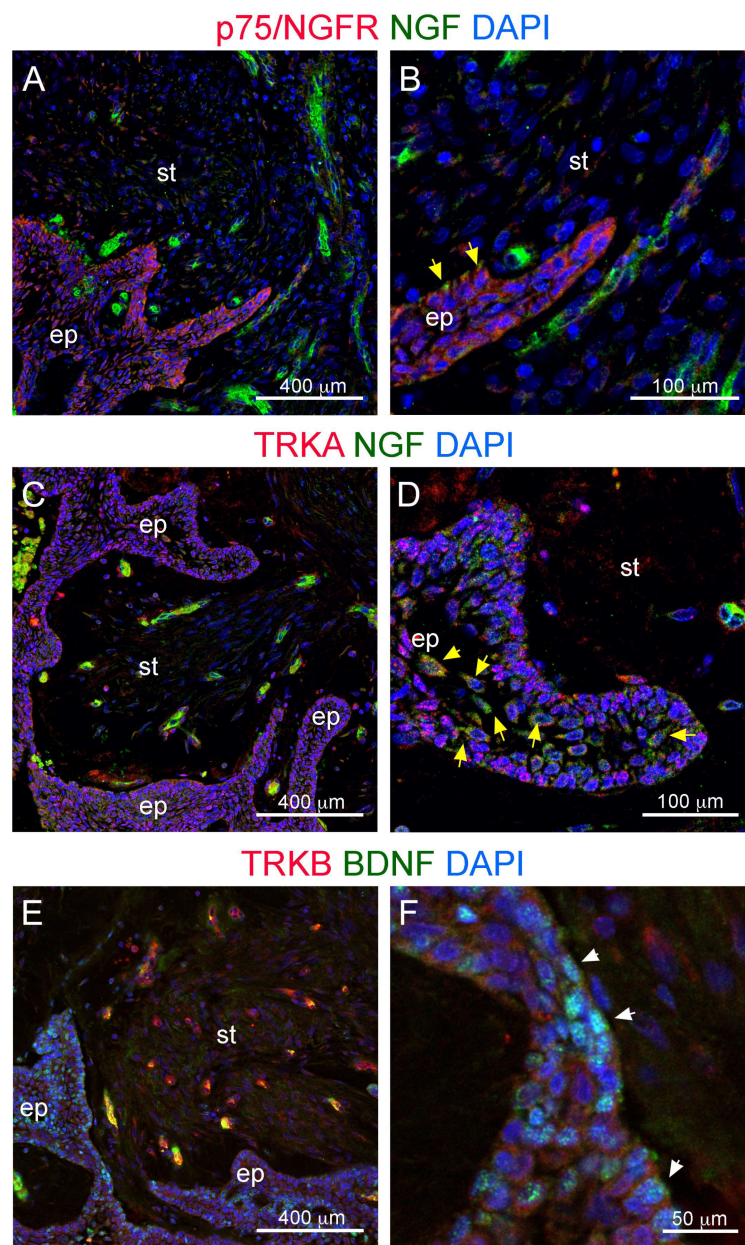 p75/NGFR NGF DAPI
A
st
ep
400 μm
B
st
ep
100 μm
TRKA NGF DAPI
C
ep
st
ep
ep
400 μm
D
st
ep
100 μm
TRKB BDNF DAPI
E
st
ep
ep
400 μm
F
50 μm